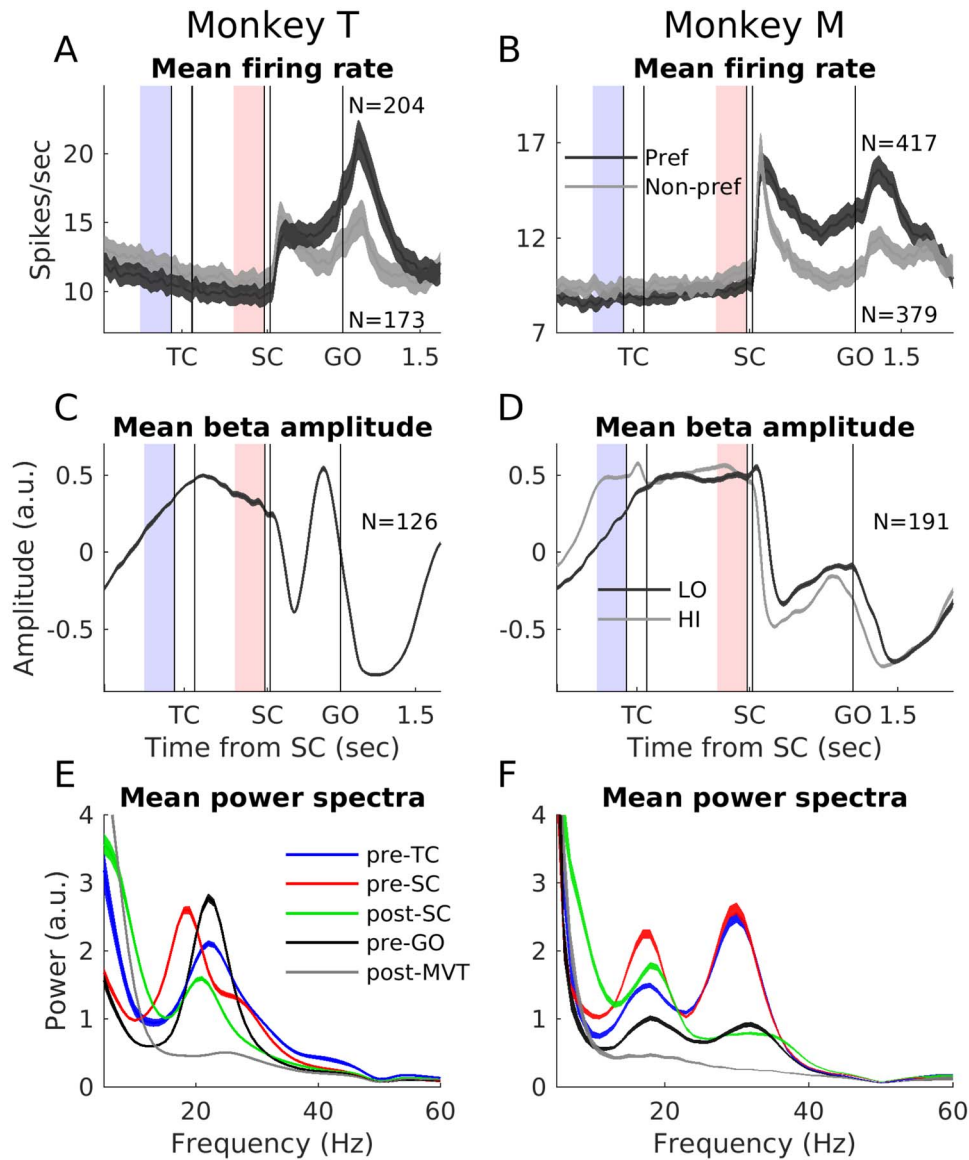 Monkey T
Monkey M
A
Mean firing rate
B
Mean firing rate
Spikes/sec
20
15
10
N=204
N=173
TC
SC
GO
1.5
17
12
7
Pref
Non-pref
N=417
N=379
TC
SC
GO 1.5
C
Mean beta amplitude
D
Mean beta amplitude
Amplitude (a.u.)
0.5
0
-0.5
N=126
TC
SC
GO
1.5
Time from SC (sec)
0.5
0
-0.5
N=191
LO
HI
TC
SC
GO 1.5
Time from SC (sec)
E
Mean power spectra
F
Mean power spectra
Power (a.u.)
4
3
2
1
0
pre-TC
pre-SC
post-SC
pre-GO
post-MVT
20
40
60
Frequency (Hz)
4
3
2
1
0
20
40
60
Frequency (Hz)